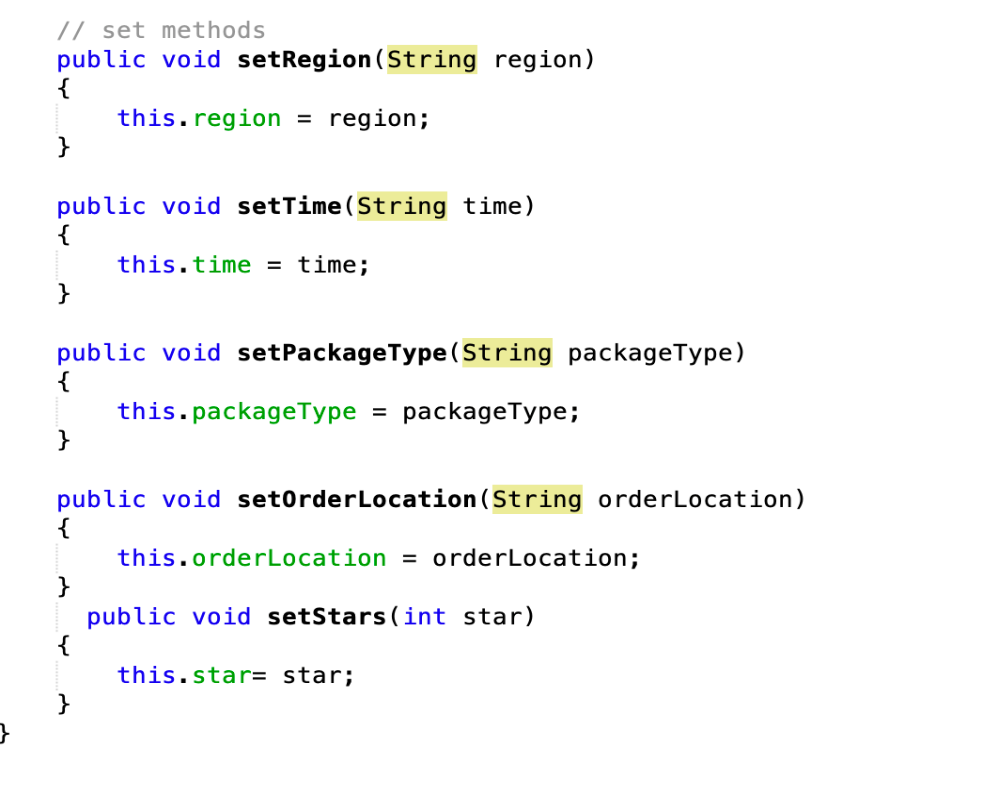 // set methods
public void setRegion(String region)
{
this.region = region;
}
public void setTime(String time)
{
this.time = time;
}
public void setPackageType(String packageType)
{
this.packageType = packageType;
}
public void setOrderLocation(String orderLocation)
{
this.orderLocation = orderLocation;
}
public void setStars(int star)
{
this.star= star;
}
}